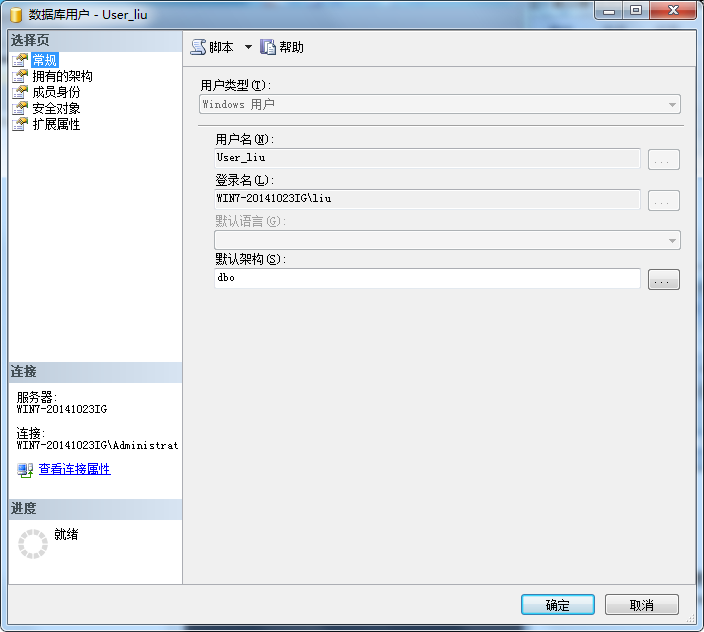 数据库用户 - User_liu
选择页
常规
拥有的架构
成员身份
安全对象
扩展属性
连接
服务器:
WIN7-20141023IG
连接:
WIN7-20141023IG\Administrat
查看连接属性
进度
就绪
脚本
帮助
用户类型(T):
Windows 用户
用户名(N):
User_liu
...
登录名(L):
WIN7-20141023IG\liu
...
默认语言(G):
默认架构(S):
dbo
...
确定
取消